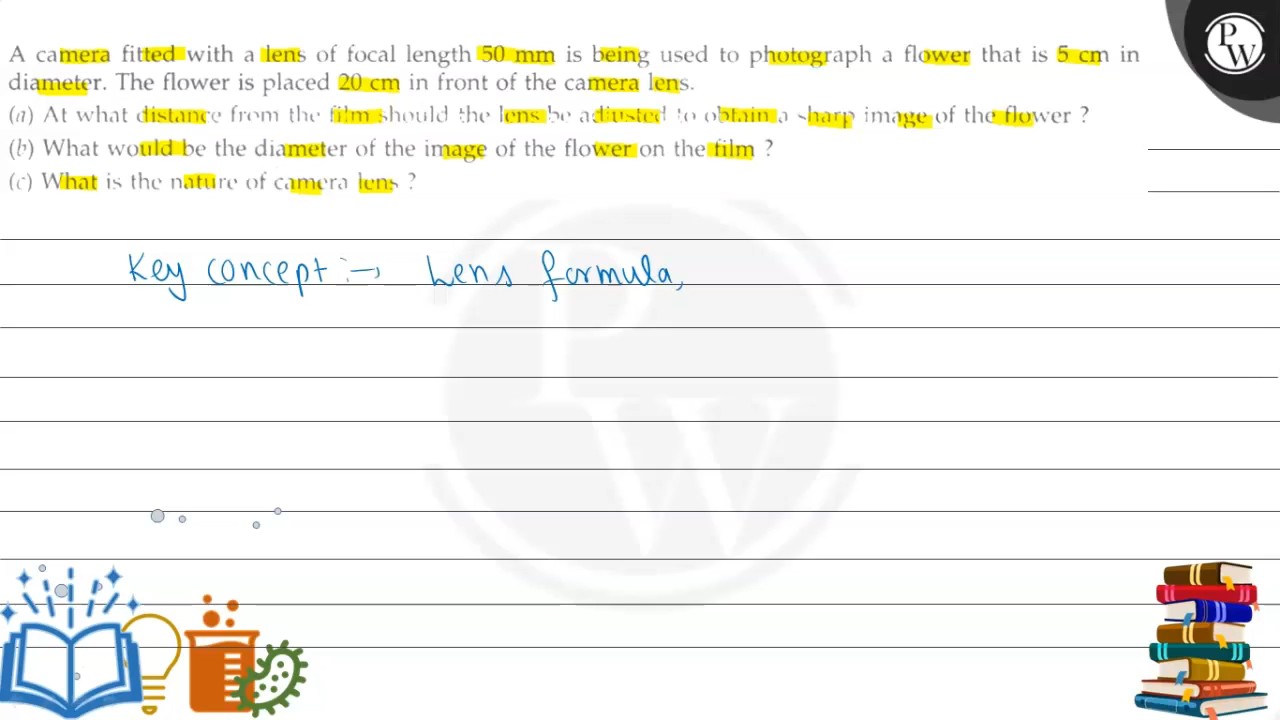 A camera fitted with a lens of focal length 50 mm is being used to photograph a flower that is 5 cm in
diameter. The flower is placed 20 cm in front of the camera lens.
(a) At what distance from the film should the lens be adjusted to obtain a sharp image of the flower ?
(b) What would be the diameter of the image of the flower on the film ?
(c) What is the nature of camera lens ?
Key concept :→ Lens formula,
PW
PW